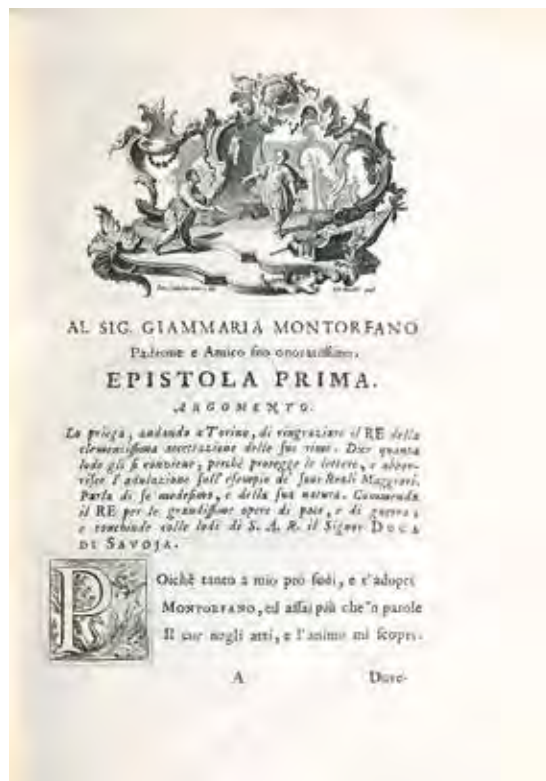 AL SIG. GIAMMARIA MONTORFANO
Padrone e Amico suo onoratissimo.
EPISTOLA PRIMA.
ARGOMENTO.
Lo priega, andando a Torino, di ringraziare il RE della
clementissima accettazione delle sue rime. Dice quanta
lode gli si conviene, perchè protegge le lettere, e abbor-
risce l'adulazione sull'esempio de' suoi Reali Maggiori.
Parla di se medesimo, e della sua natura. Commenda
il RE per le grandissime opere di pace, e di guerra;
e conchiude colle lodi di S. A. R. il Signor DUCA
DI SAVOJA.
POichè tanto a mio pro sudi, e t'adopri
MONTORFANO, ed assai più che 'n parole
Il cor negli atti, e l'animo mi scopri.
A Dure-